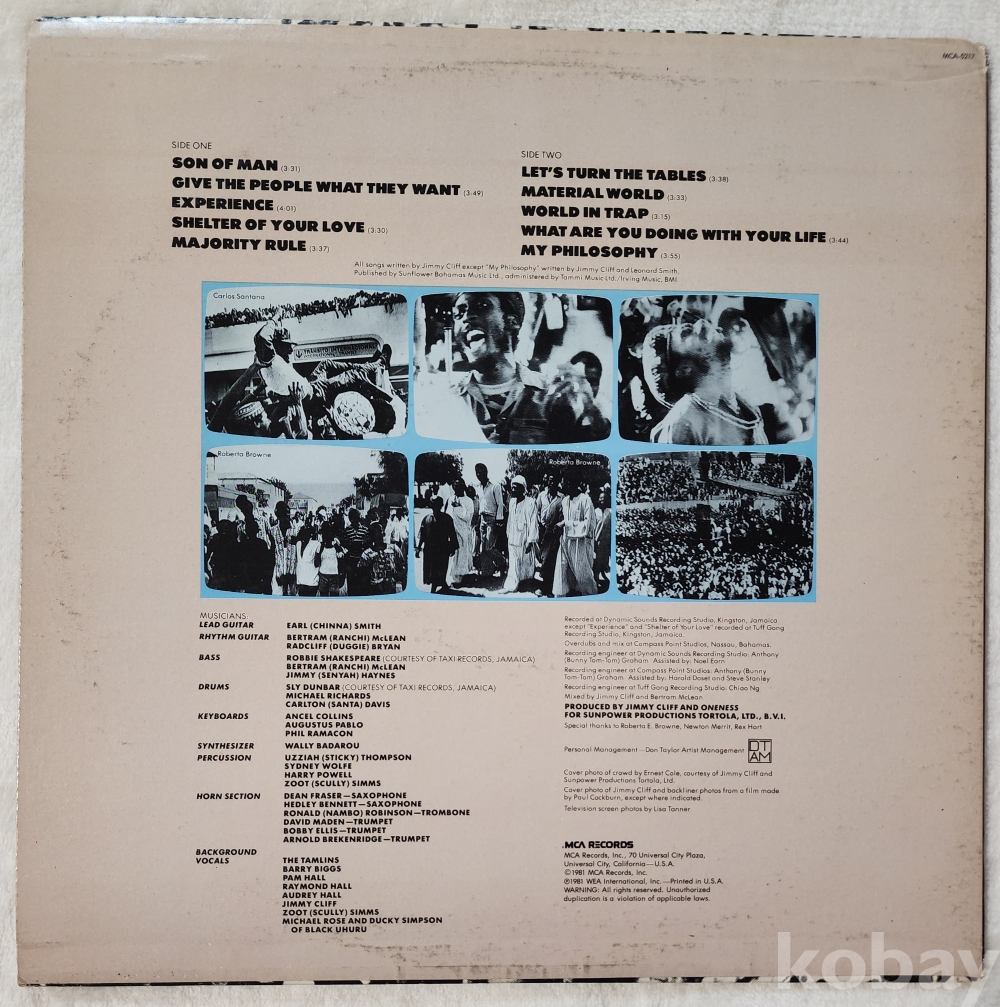 MCA-5217
SIDE ONE
SON OF MAN (3:31)
GIVE THE PEOPLE WHAT THEY WANT (3:49)
EXPERIENCE (4:01)
SHELTER OF YOUR LOVE (3:30)
MAJORITY RULE (3:37)
SIDE TWO
LET'S TURN THE TABLES (3:38)
MATERIAL WORLD (3:33)
WORLD IN TRAP (3:15)
WHAT ARE YOU DOING WITH YOUR LIFE (3:44)
MY PHILOSOPHY (3:55)
All songs written by Jimmy Cliff except "My Philosophy" written by Jimmy Cliff and Leonard Smith.
Published by Sunflower Bahamas Music Ltd., administered by Tammi Music Ltd./Irving Music, BMI.
Carlos Santana
Roberta Browne
Roberta Browne
MUSICIANS:
LEAD GUITAR EARL (CHINNA) SMITH
RHYTHM GUITAR BERTRAM (RANCHI) McLEAN
RADCLIFF (DUGGIE) BRYAN
BASS ROBBIE SHAKESPEARE (COURTESY OF TAXI RECORDS, JAMAICA)
BERTRAM (RANCHI) McLEAN
JIMMY (SENYAH) HAYNES
DRUMS SLY DUNBAR (COURTESY OF TAXI RECORDS, JAMAICA)
MICHAEL RICHARDS
CARLTON (SANTA) DAVIS
KEYBOARDS ANCEL COLLINS
AUGUSTUS PABLO
PHIL RAMACON
SYNTHESIZER WALLY BADAROU
PERCUSSION UZZIAH (STICKY) THOMPSON
SYDNEY WOLFE
HARRY POWELL
ZOOT (SCULLY) SIMMS
HORN SECTION DEAN FRASER—SAXOPHONE
HEDLEY BENNETT—SAXOPHONE
RONALD (NAMBO) ROBINSON—TROMBONE
DAVID MADEN—TRUMPET
BOBBY ELLIS—TRUMPET
ARNOLD BREKENRIDGE—TRUMPET
BACKGROUND
VOCALS THE TAMLINS
BARRY BIGGS
PAM HALL
RAYMOND HALL
AUDREY HALL
JIMMY CLIFF
ZOOT (SCULLY) SIMMS
MICHAEL ROSE AND DUCKY SIMPSON
OF BLACK UHURU
Recorded at Dynamic Sounds Recording Studio, Kingston, Jamaica
except "Experience" and "Shelter of Your Love" recorded at Tuff Gong
Recording Studio, Kingston, Jamaica.
Overdubs and mix at Compass Point Studios, Nassau, Bahamas.
Recording engineer at Dynamic Sounds Recording Studio: Anthony
(Bunny Tom-Tom) Graham Assisted by: Noel Earn
Recording engineer at Compass Point Studios: Anthony (Bunny
Tom-Tom) Graham. Assisted by: Harold Doset and Steve Stanley
Recording engineer at Tuff Gong Recording Studio: Chiao Ng
Mixed by Jimmy Cliff and Bertram McLean
PRODUCED BY JIMMY CLIFF AND ONENESS
FOR SUNPOWER PRODUCTIONS TORTOLA, LTD., B.V.I.
Special thanks to Roberta E. Browne, Newton Merrit, Rex Hart
Personal Management—Don Taylor Artist Management
DT
AM
Cover photo of crowd by Ernest Cole, courtesy of Jimmy Cliff and
Sunpower Productions Tortola, Ltd.
Cover photo of Jimmy Cliff and backliner photos from a film made
by Paul Cockburn, except where indicated.
Television screen photos by Lisa Tanner
MCA RECORDS
MCA Records, Inc., 70 Universal City Plaza,
Universal City, California—U.S.A.
©1981 MCA Records, Inc.
℗1981 WEA International, Inc.—Printed in U.S.A.
WARNING: All rights reserved. Unauthorized
duplication is a violation of applicable laws.
kobay